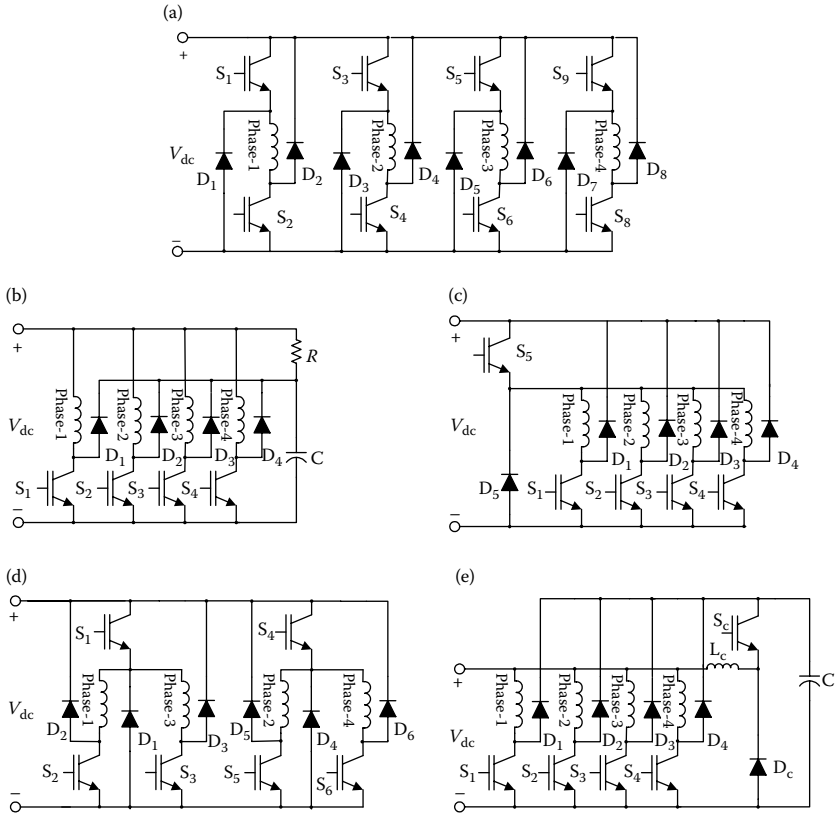 (a)
+
S1
S3
S5
S9
Phase-1
Phase-2
Phase-3
Phase-4
Vdc
D1
D2
D3
D4
D5
D6
D7
D8
S2
S4
S6
S8
−
(b)
+
R
Phase-1
Phase-2
Phase-3
Phase-4
Vdc
D1
D2
D3
D4
C
S1
S2
S3
S4
−
(c)
+
S5
Phase-1
Phase-2
Phase-3
Phase-4
Vdc
D1
D2
D3
D4
D5
S1
S2
S3
S4
−
(d)
+
S1
S4
Phase-1
Phase-3
Phase-2
Phase-4
Vdc
D2
D1
D3
D5
D4
D6
S2
S3
S5
S6
−
(e)
Sc
Lc
+
C
Phase-1
Phase-2
Phase-3
Phase-4
Vdc
D1
D2
D3
D4
Dc
S1
S2
S3
S4
−